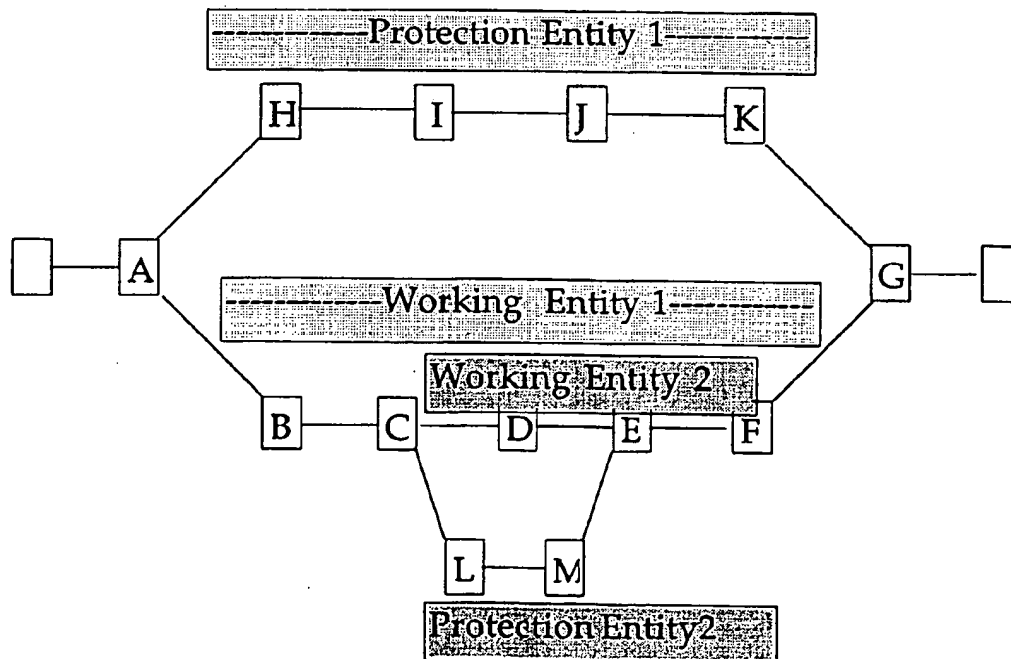 ----------------Protection Entity 1---------------
H I J K
A G
----------------Working Entity 1---------------
Working Entity 2
B C D E F
L M
Protection Entity2